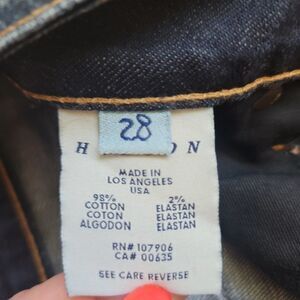 28
H ON
MADE IN
LOS ANGELES
USA
98% 2%
COTTON ELASTAN
COTON ELASTAN
ALGODON ELASTAN
RN# 107906
CA# 00635
SEE CARE REVERSE